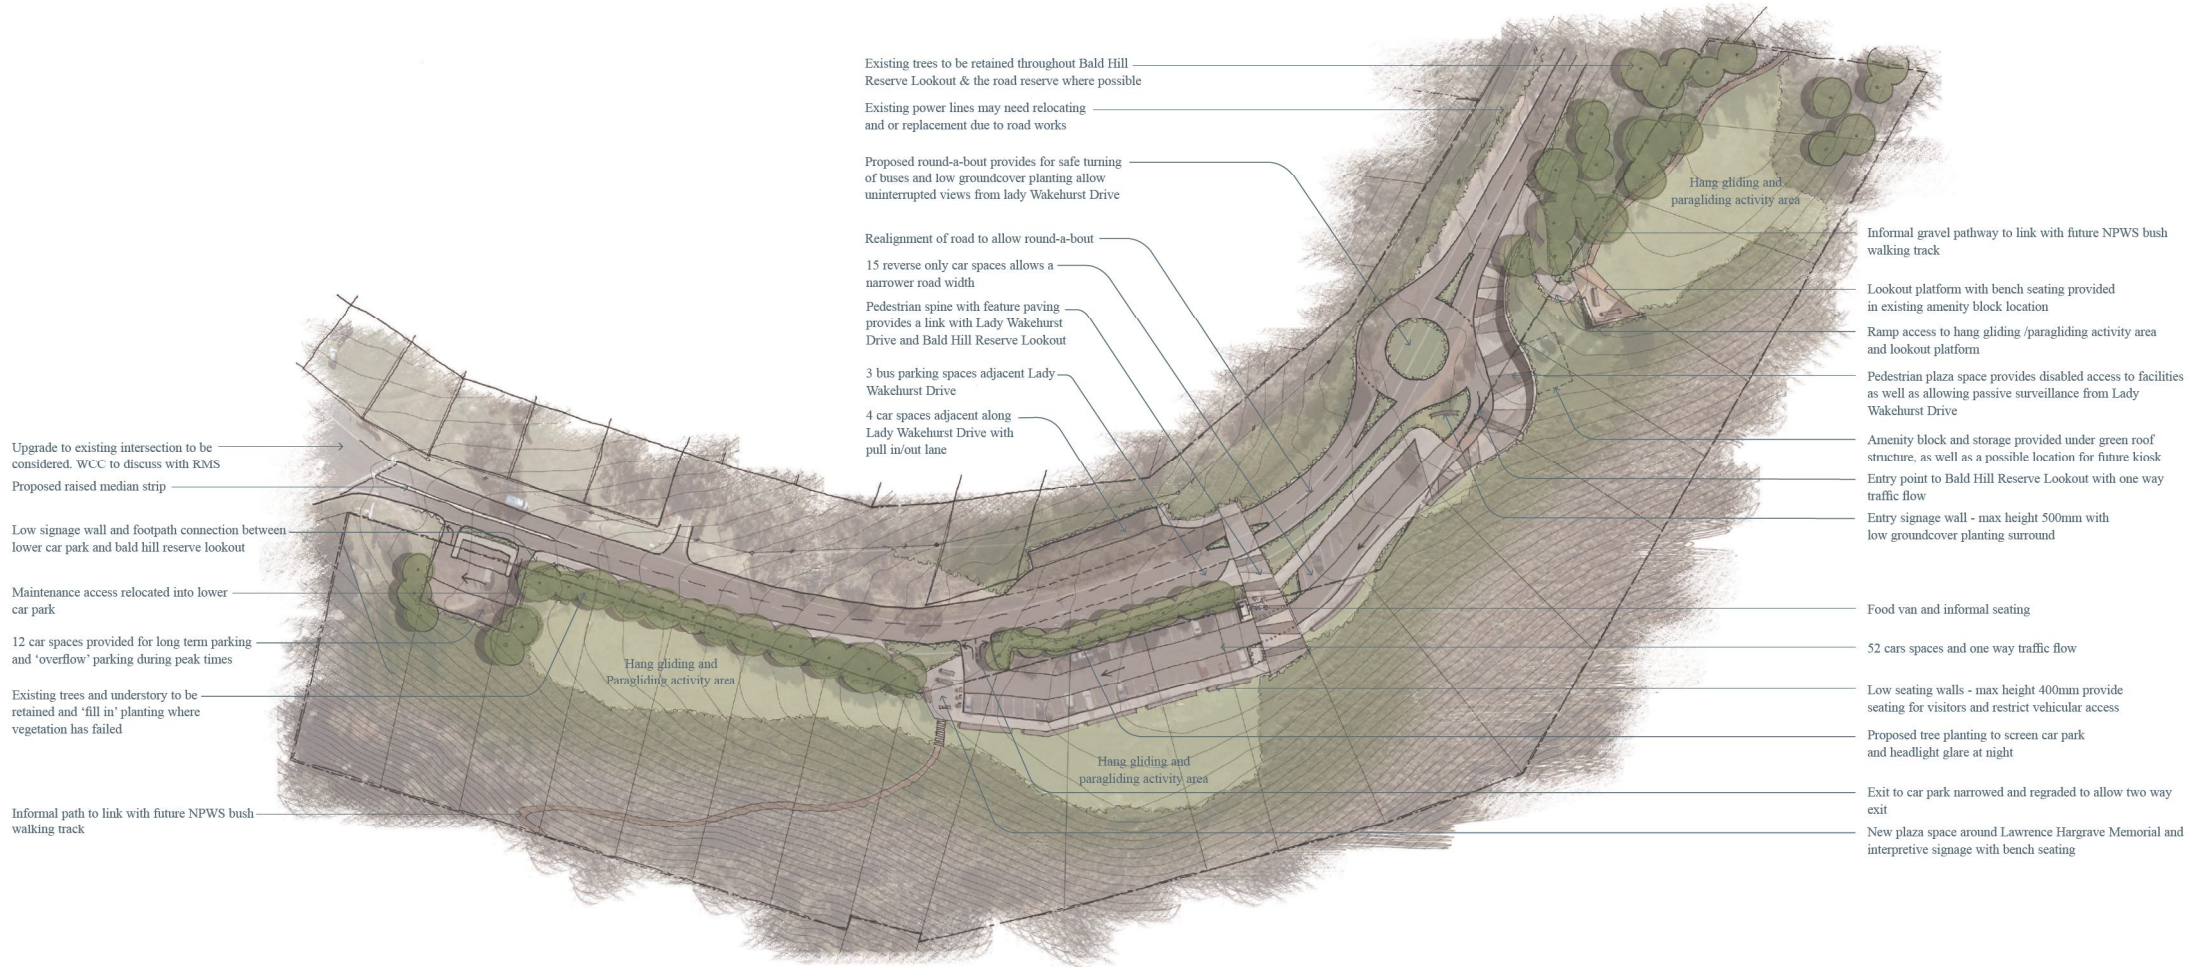 Existing trees to be retained throughout Bald Hill
Reserve Lookout & the road reserve where possible
Existing power lines may need relocating
and or replacement due to road works
Proposed round-a-bout provides for safe turning
of buses and low groundcover planting allow
uninterrupted views from lady Wakehurst Drive
Realignment of road to allow round-a-bout
15 reverse only car spaces allows a
narrower road width
Pedestrian spine with feature paving
provides a link with Lady Wakehurst
Drive and Bald Hill Reserve Lookout
3 bus parking spaces adjacent Lady
Wakehurst Drive
4 car spaces adjacent along
Lady Wakehurst Drive with
pull in/out lane
Upgrade to existing intersection to be
considered. WCC to discuss with RMS
Proposed raised median strip
Low signage wall and footpath connection between
lower car park and bald hill reserve lookout
Maintenance access relocated into lower
car park
12 car spaces provided for long term parking
and ‘overflow’ parking during peak times
Existing trees and understory to be
retained and ‘fill in’ planting where
vegetation has failed
Informal path to link with future NPWS bush
walking track
Hang gliding and
Paragliding activity area
Hang gliding and
paragliding activity area
Hang gliding and
paragliding activity area
Informal gravel pathway to link with future NPWS bush
walking track
Lookout platform with bench seating provided
in existing amenity block location
Ramp access to hang gliding /paragliding activity area
and lookout platform
Pedestrian plaza space provides disabled access to facilities
as well as allowing passive surveillance from Lady
Wakehurst Drive
Amenity block and storage provided under green roof
structure, as well as a possible location for future kiosk
Entry point to Bald Hill Reserve Lookout with one way
traffic flow
Entry signage wall - max height 500mm with
low groundcover planting surround
Food van and informal seating
52 cars spaces and one way traffic flow
Low seating walls - max height 400mm provide
seating for visitors and restrict vehicular access
Proposed tree planting to screen car park
and headlight glare at night
Exit to car park narrowed and regraded to allow two way
exit
New plaza space around Lawrence Hargrave Memorial and
interpretive signage with bench seating